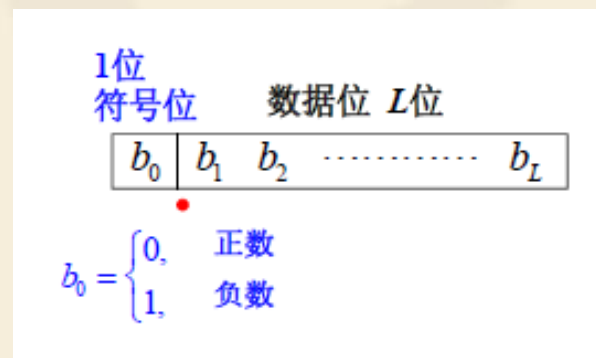 1位
符号位 数据位 L位
b₀ b₁ b₂ ………… b_L
b₀ = { 0, 正数
1, 负数